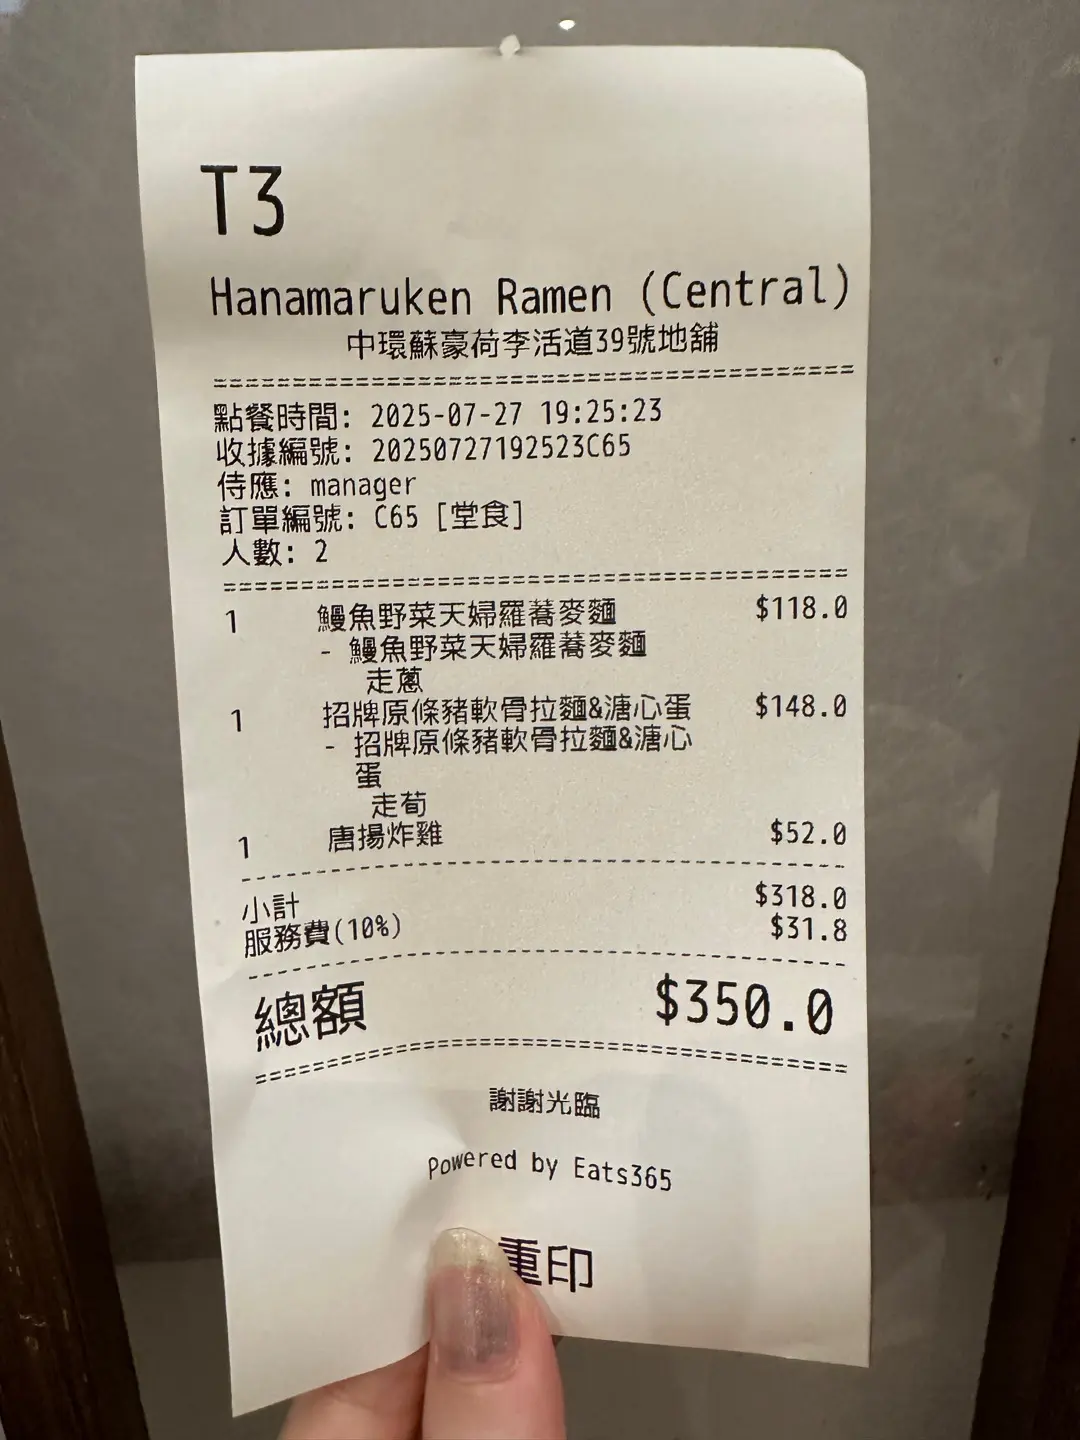 T3
Hanamaruken Ramen (Central)
中環蘇豪荷李活道39號地舖
========================================
點餐時間: 2025-07-27 19:25:23
收據編號: 20250727192523C65
侍應: manager
訂單編號: C65 [堂食]
人數: 2
========================================
1 鰻魚野菜天婦羅蕎麥麵 $118.0
- 鰻魚野菜天婦羅蕎麥麵
走蔥
1 招牌原條豬軟骨拉麵&溏心蛋 $148.0
- 招牌原條豬軟骨拉麵&溏心
蛋
走荀
1 唐揚炸雞 $52.0
----------------------------------------
小計 $318.0
服務費(10%) $31.8
----------------------------------------
總額 $350.0
========================================
謝謝光臨
Powered by Eats365
重印